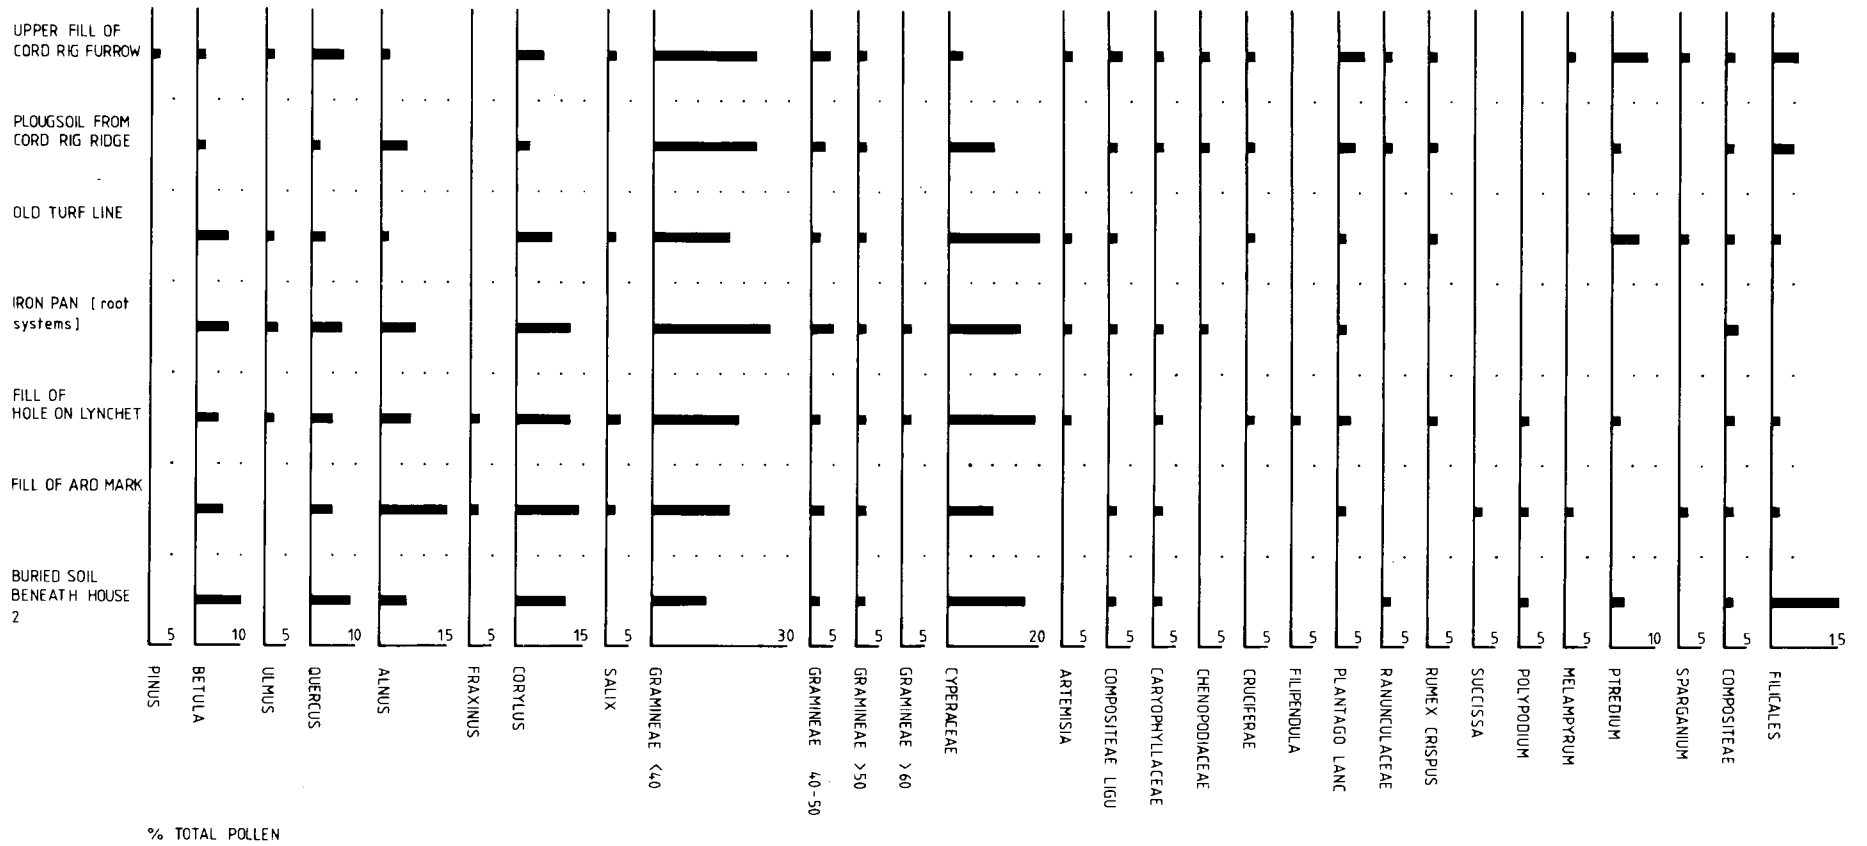 UPPER FILL OF
CORD RIG FURROW
PLOUGSOIL FROM
CORD RIG RIDGE
OLD TURF LINE
IRON PAN [root
systems]
FILL OF
HOLE ON LYNCHET
FILL OF ARD MARK
BURIED SOIL
BENEATH HOUSE
2
5
10
5
10
15
5
15
5
30
5
5
5
20
5
5
5
5
5
5
5
5
5
5
5
5
10
5
5
15
PINUS
BETULA
ULMUS
QUERCUS
ALNUS
FRAXINUS
CORYLUS
SALIX
GRAMINEAE <40
GRAMINEAE 40-50
GRAMINEAE >50
GRAMINEAE >60
CYPERACEAE
ARTEMISIA
COMPOSITEAE LIGU
CARYOPHYLLACEAE
CHENOPODIACEAE
CRUCIFERAE
FILIPENDULA
PLANTAGO LANC
RANUNCULACEAE
RUMEX CRISPUS
SUCCISSA
POLYPODIUM
MELAMPYRUM
PTREDIUM
SPARGANIUM
COMPOSITEAE
FILICALES
% TOTAL POLLEN